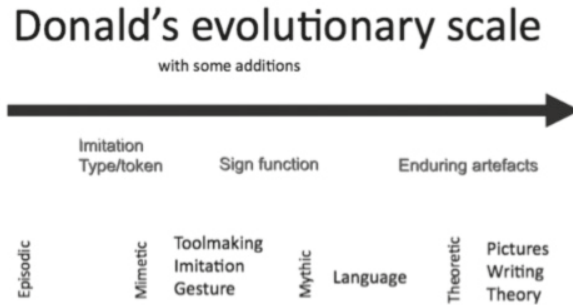 Donald's evolutionary scale
with some additions
Imitation
Type/token
Sign function
Enduring artefacts
Episodic
Mimetic
Toolmaking
Imitation
Gesture
Mythic
Language
Theoretic
Pictures
Writing
Theory